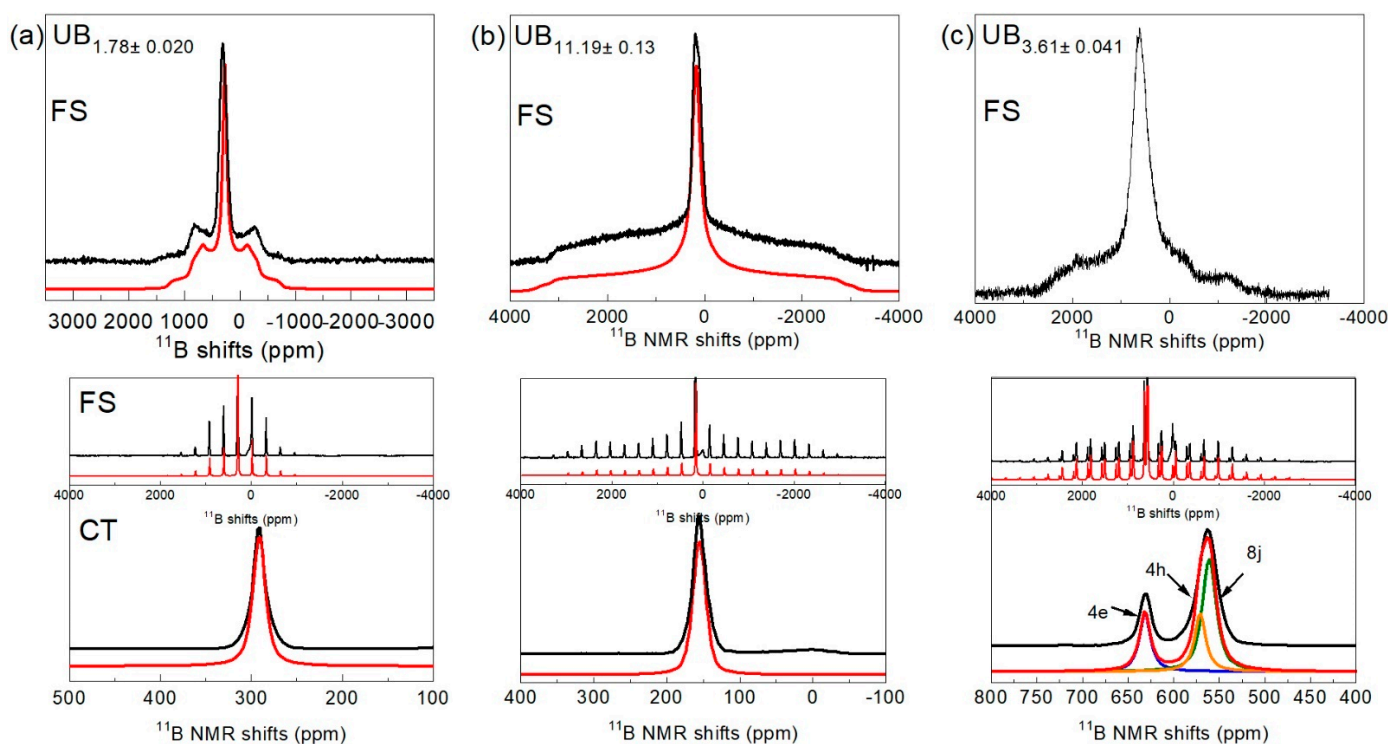 (a) UB1.78± 0.020
FS
3000 2000 1000 0 -1000 -2000 -3000
11B shifts (ppm)
(b) UB11.19± 0.13
FS
4000 2000 0 -2000 -4000
11B NMR shifts (ppm)
(c) UB3.61± 0.041
FS
4000 2000 0 -2000 -4000
11B NMR shifts (ppm)
FS
4000 2000 0 -2000 -4000
11B shifts (ppm)
CT
500 400 300 200 100
11B NMR shifts (ppm)
4000 2000 0 -2000 -4000
11B shifts (ppm)
400 300 200 100 0 -100
11B NMR shifts (ppm)
4000 2000 0 -2000 -4000
11B shifts (ppm)
4e
4h
8j
800 750 700 650 600 550 500 450 400
11B NMR shifts (ppm)